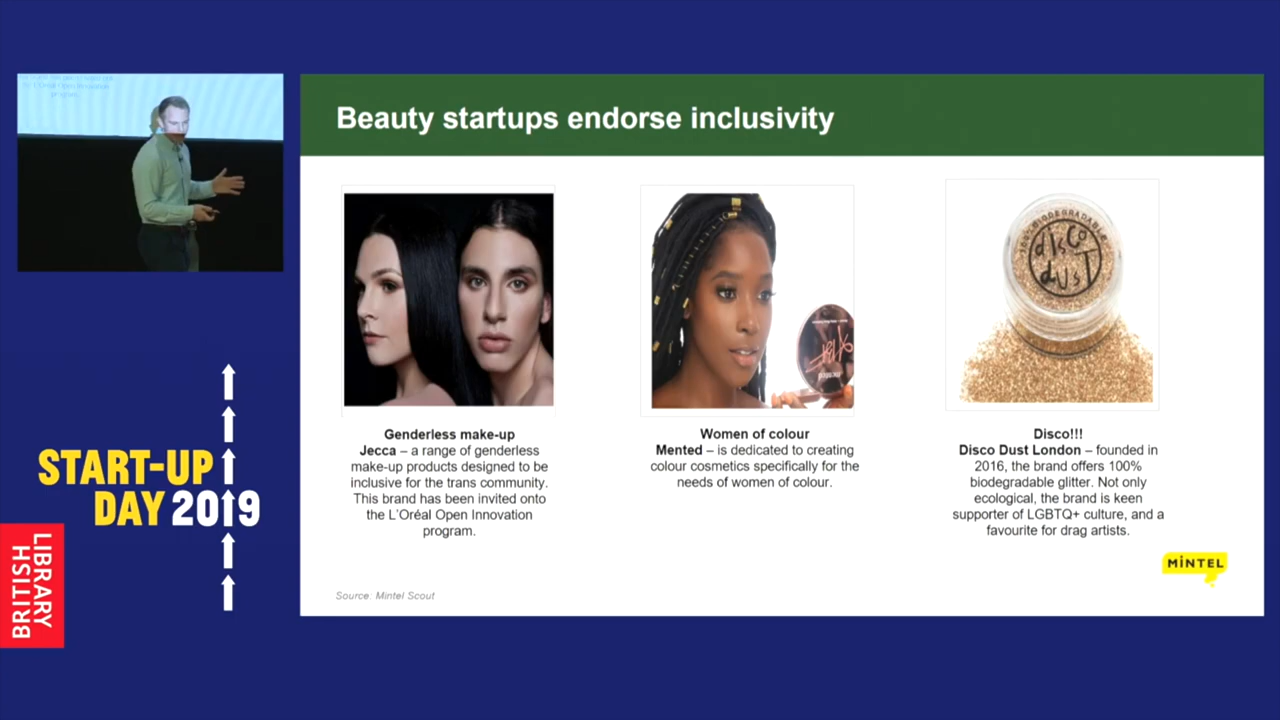 Beauty startups endorse inclusivity
Genderless make-up
Jecca – a range of genderless
make-up products designed to be
inclusive for the trans community.
This brand has been invited onto
the L'Oréal Open Innovation
program.
Women of colour
Mented – is dedicated to creating
colour cosmetics specifically for the
needs of women of colour.
Disco!!!
Disco Dust London – founded in
2016, the brand offers 100%
biodegradable glitter. Not only
ecological, the brand is keen
supporter of LGBTQ+ culture, and a
favourite for drag artists.
disco
dust
MINTEL
Source: Mintel Scout
START-UP
DAY 2019
BRITISH
LIBRARY